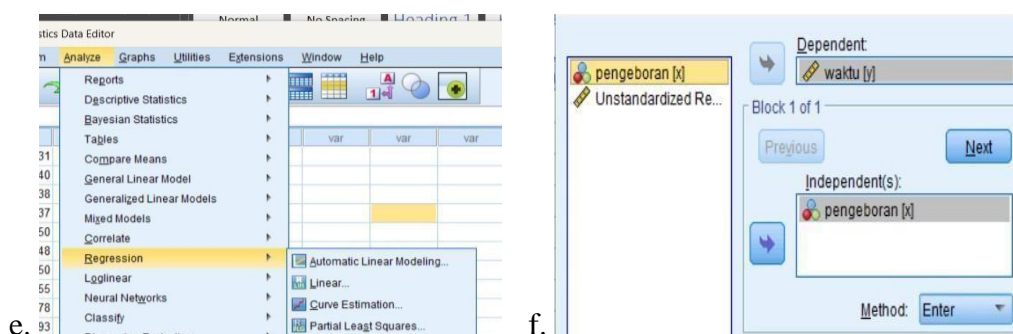 Normal No Spacing Heading 1
stics Data Editor
Analyze Graphs Utilities Extensions Window Help
Reports
Descriptive Statistics
Bayesian Statistics
Tables
Compare Means
General Linear Model
Generalized Linear Models
Mixed Models
Correlate
Regression
Loglinear
Neural Networks
Classify
var var var
31
40
38
37
50
48
50
55
78
93
Automatic Linear Modeling...
Linear...
Curve Estimation...
Partial Least Squares...
e.
pengeboran [x]
Unstandardized Re...
Dependent:
waktu [y]
Block 1 of 1
Previous Next
Independent(s):
pengeboran [x]
Method: Enter
f.